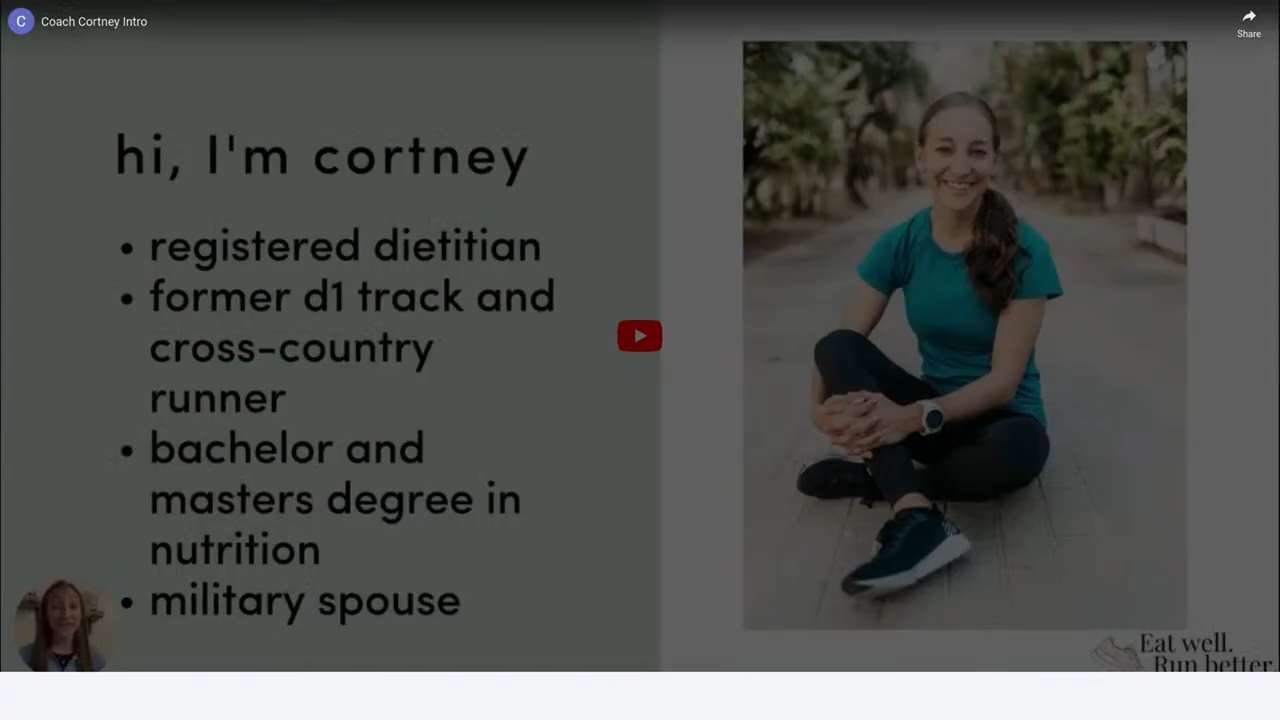 C
Coach Cortney Intro
Share
hi, I'm cortney
• registered dietitian
• former d1 track and
cross-country
runner
• bachelor and
masters degree in
nutrition
• military spouse
Eat well.
Run better.